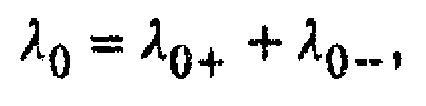 λ₀ = λ₀₊ + λ₀₋₋,